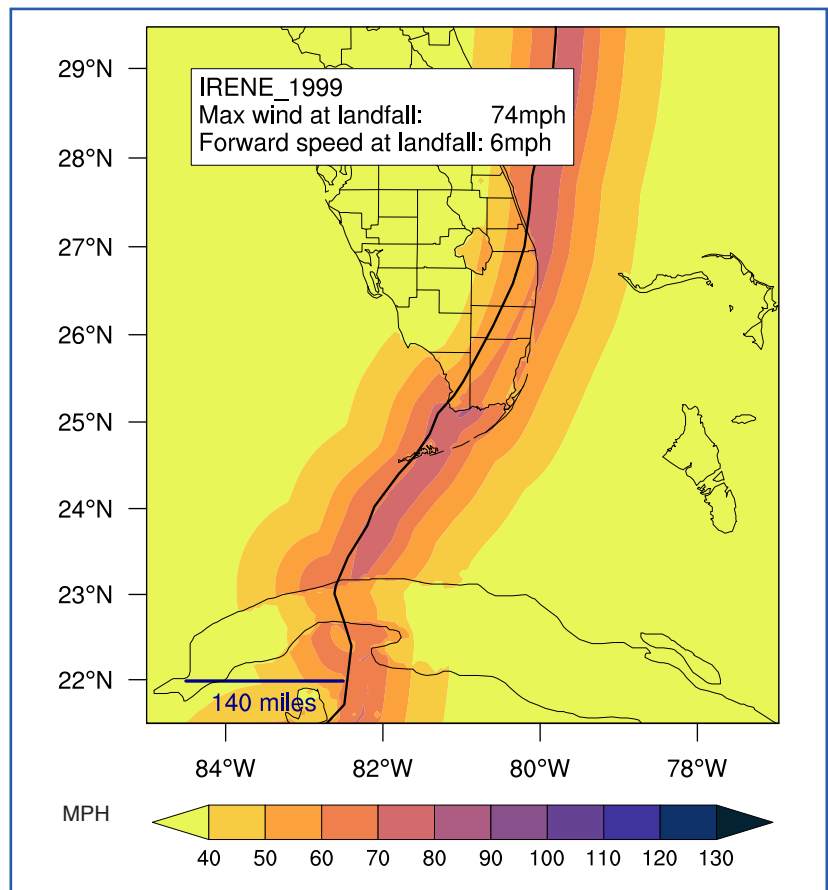 29°N
IRENE_1999
Max wind at landfall: 74mph
Forward speed at landfall: 6mph
28°N
27°N
26°N
25°N
24°N
23°N
22°N
140 miles
84°W 82°W 80°W 78°W
MPH
40 50 60 70 80 90 100 110 120 130